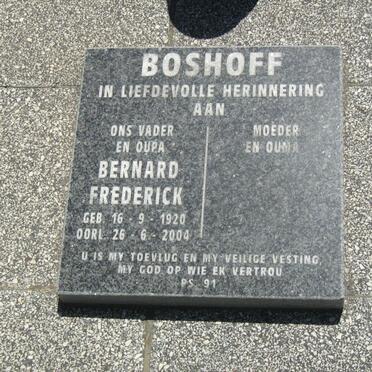 BOSHOFF
IN LIEFDEVOLLE HERINNERING
AAN
ONS VADER
EN OUPA
BERNARD
FREDERICK
GEB 16 - 9 - 1920
OORL 26 - 6 - 2004
MOEDER
EN OUMA
U IS MY TOEVLUG EN MY VEILIGE VESTING,
MY GOD OP WIE EK VERTROU
PS 91